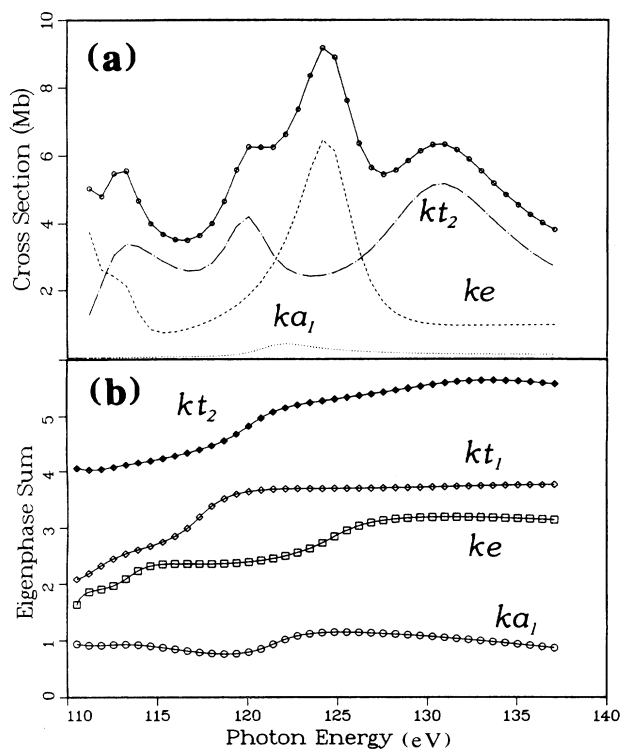 10
(a)
8
Cross Section (Mb)
6
kt2
4
ke
2
ka1
(b)
kt2
5
Eigenphase Sum
kt1
4
3
ke
2
ka1
1
0
110 115 120 125 130 135 140
Photon Energy (eV)